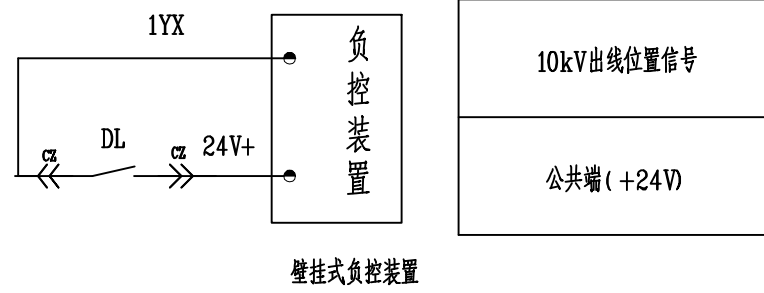 1YX
负控装置
10kV出线位置信号
CZ
DL
CZ
24V+
公共端(+24V)
壁挂式负控装置